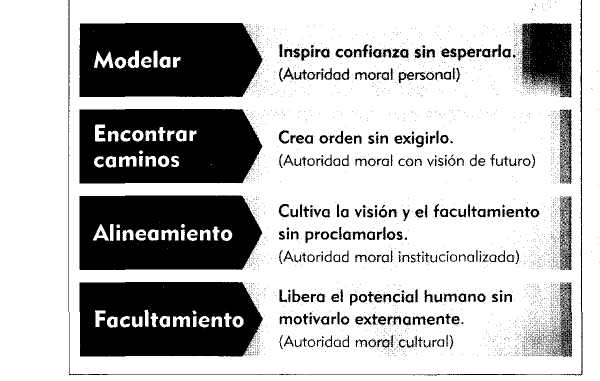 Modelar
Inspira confianza sin esperarla.
(Autoridad moral personal)
Encontrar
caminos
Crea orden sin exigirlo.
(Autoridad moral con visión de futuro)
Alineamiento
Cultiva la visión y el facultamiento
sin proclamarlos.
(Autoridad moral institucionalizada)
Facultamiento
Libera el potencial humano sin
motivarlo externamente.
(Autoridad moral cultural)